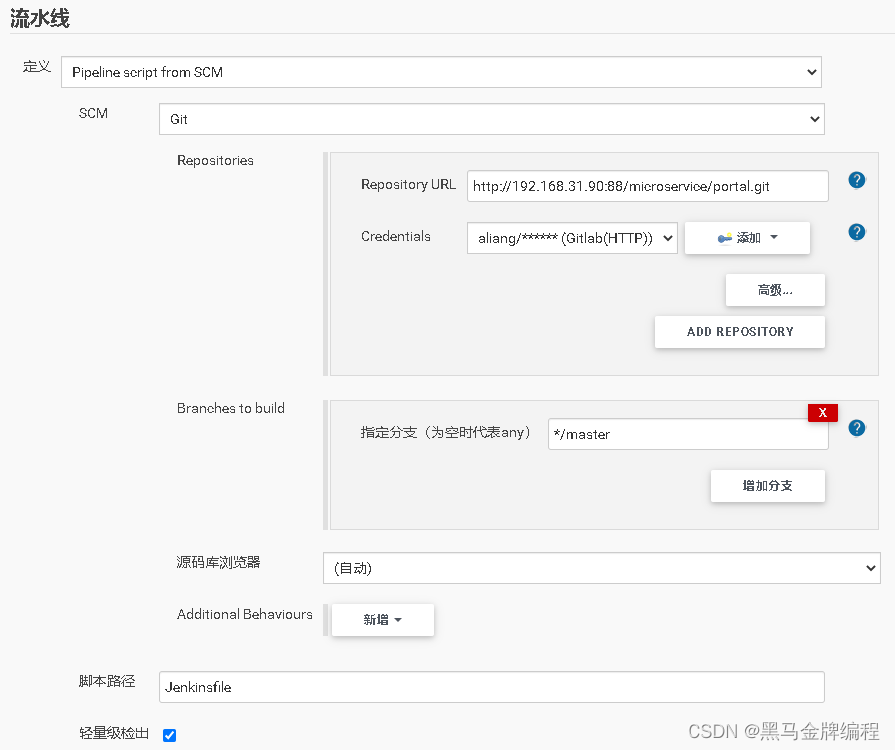 流水线
定义
Pipeline script from SCM
SCM
Git
Repositories
Repository URL
http://192.168.31.90:88/microservice/portal.git
?
Credentials
aliang/****** (Gitlab(HTTP))
添加
?
高级...
ADD REPOSITORY
Branches to build
X
指定分支（为空时代表any）
*/master
?
增加分支
源码库浏览器
(自动)
Additional Behaviours
新增
脚本路径
Jenkinsfile
轻量级检出
CSDN @黑马金牌编程